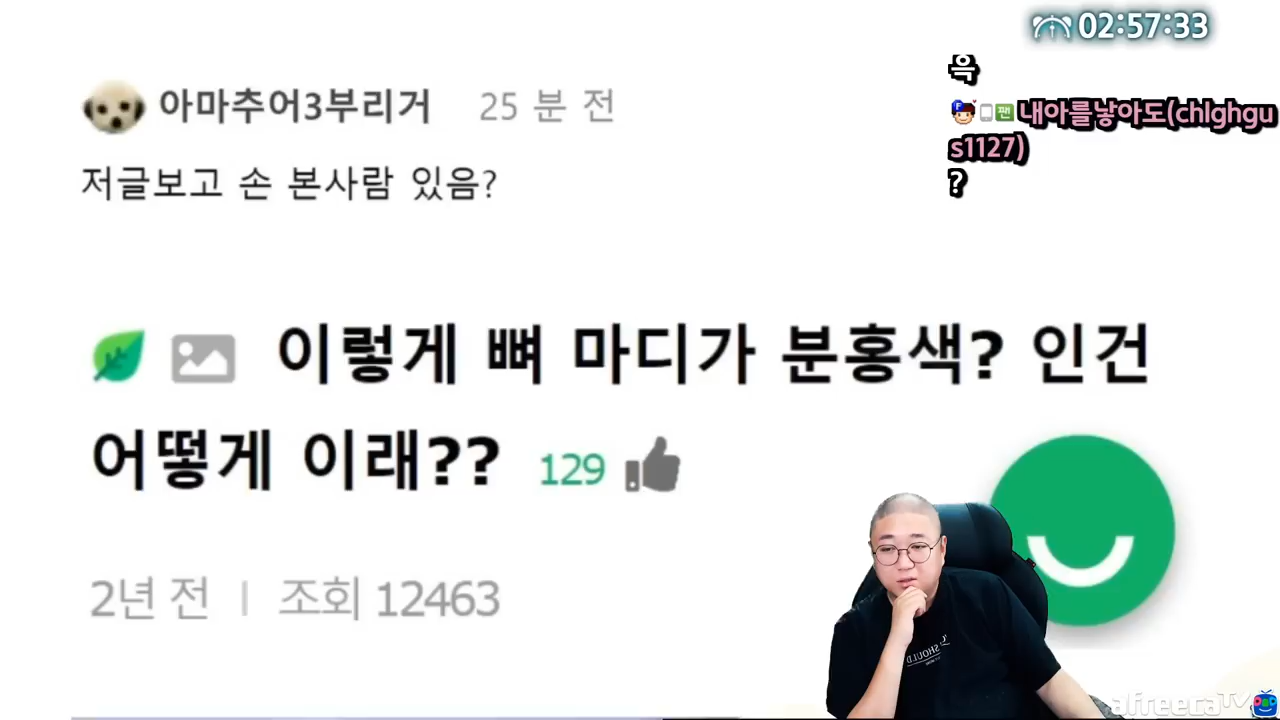 02:57:33
윽
내아를낳아도(chlghgu
s1127)
?
아마추어3부리거 25 분 전
저글보고 손 본사람 있음?
이렇게 뼈 마디가 분홍색? 인건
어떻게 이래?? 129
2년 전 | 조회 12463
SHOULD
afreecaTV